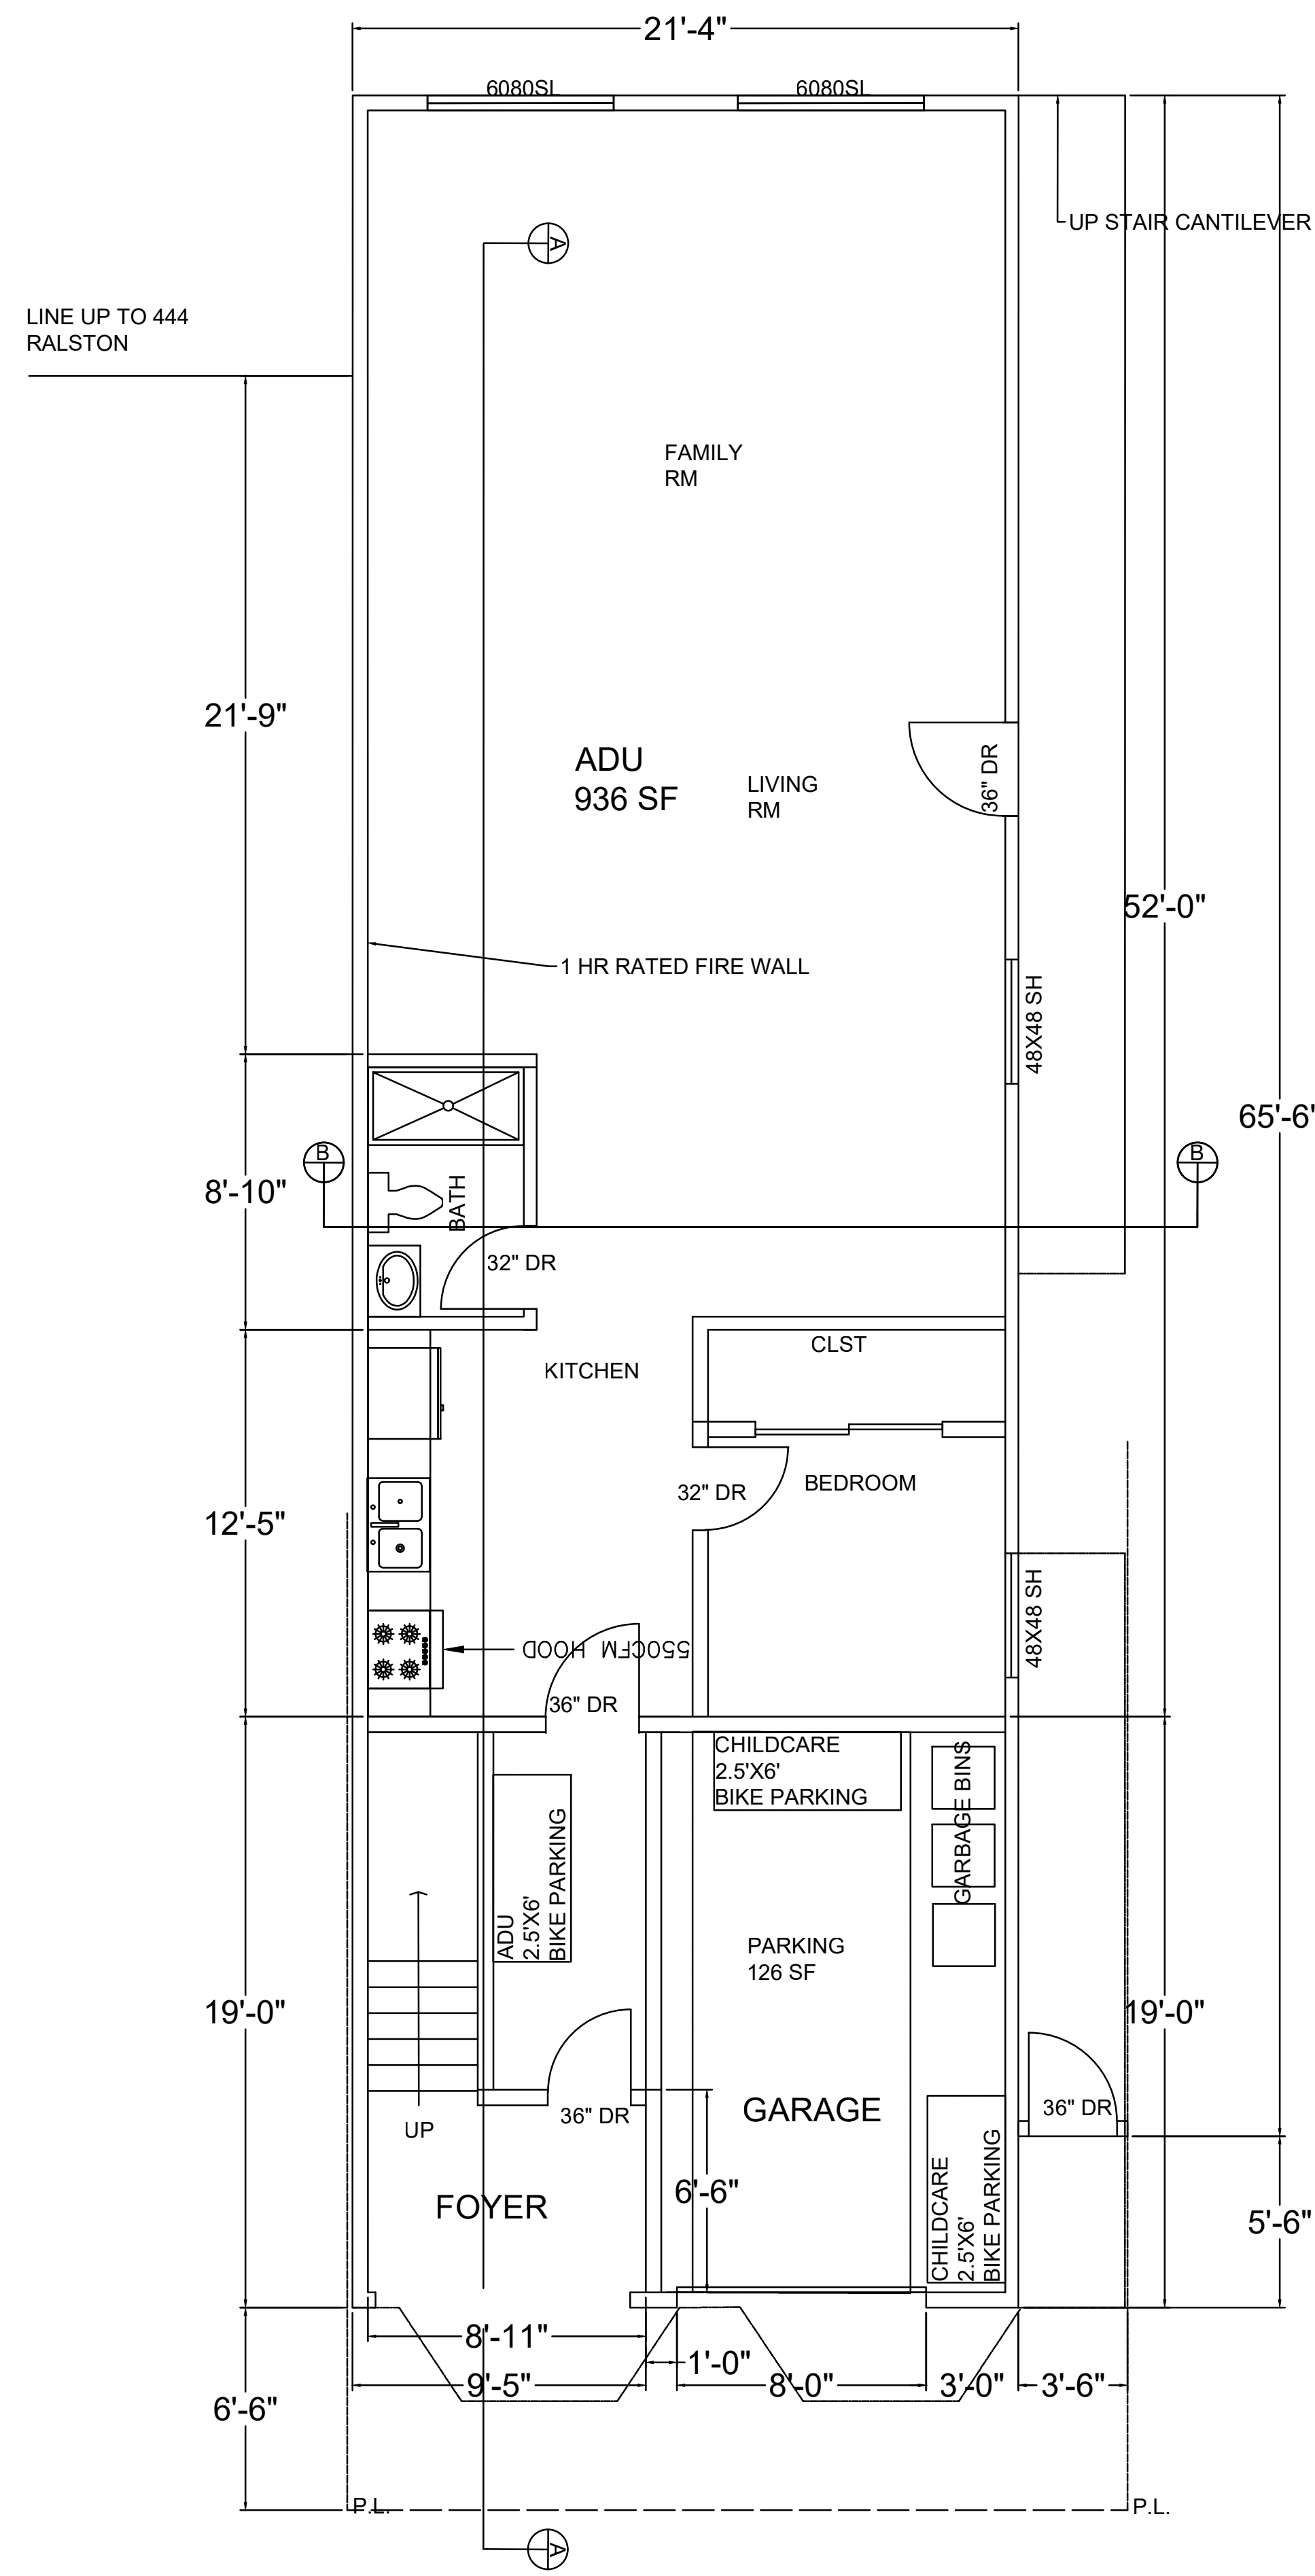 21'-4"
6080SL
6080SL
UP STAIR CANTILEVER
A
LINE UP TO 444
RALSTON
FAMILY
RM
21'-9"
ADU
936 SF
LIVING
RM
36" DR
52'-0"
1 HR RATED FIRE WALL
48X48 SH
65'-6"
B
B
8'-10"
BATH
32" DR
CLST
KITCHEN
32" DR
BEDROOM
12'-5"
48X48 SH
550CFM HOOD
36" DR
CHILDCARE
2.5'X6'
BIKE PARKING
GARBAGE BINS
ADU
2.5'X6'
BIKE PARKING
PARKING
126 SF
19'-0"
19'-0"
36" DR
GARAGE
36" DR
UP
CHILDCARE
2.5'X6'
BIKE PARKING
6'-6"
FOYER
5'-6"
8'-11"
1'-0"
9'-5"
8'-0"
3'-0"
3'-6"
6'-6"
P.L.
P.L.
A